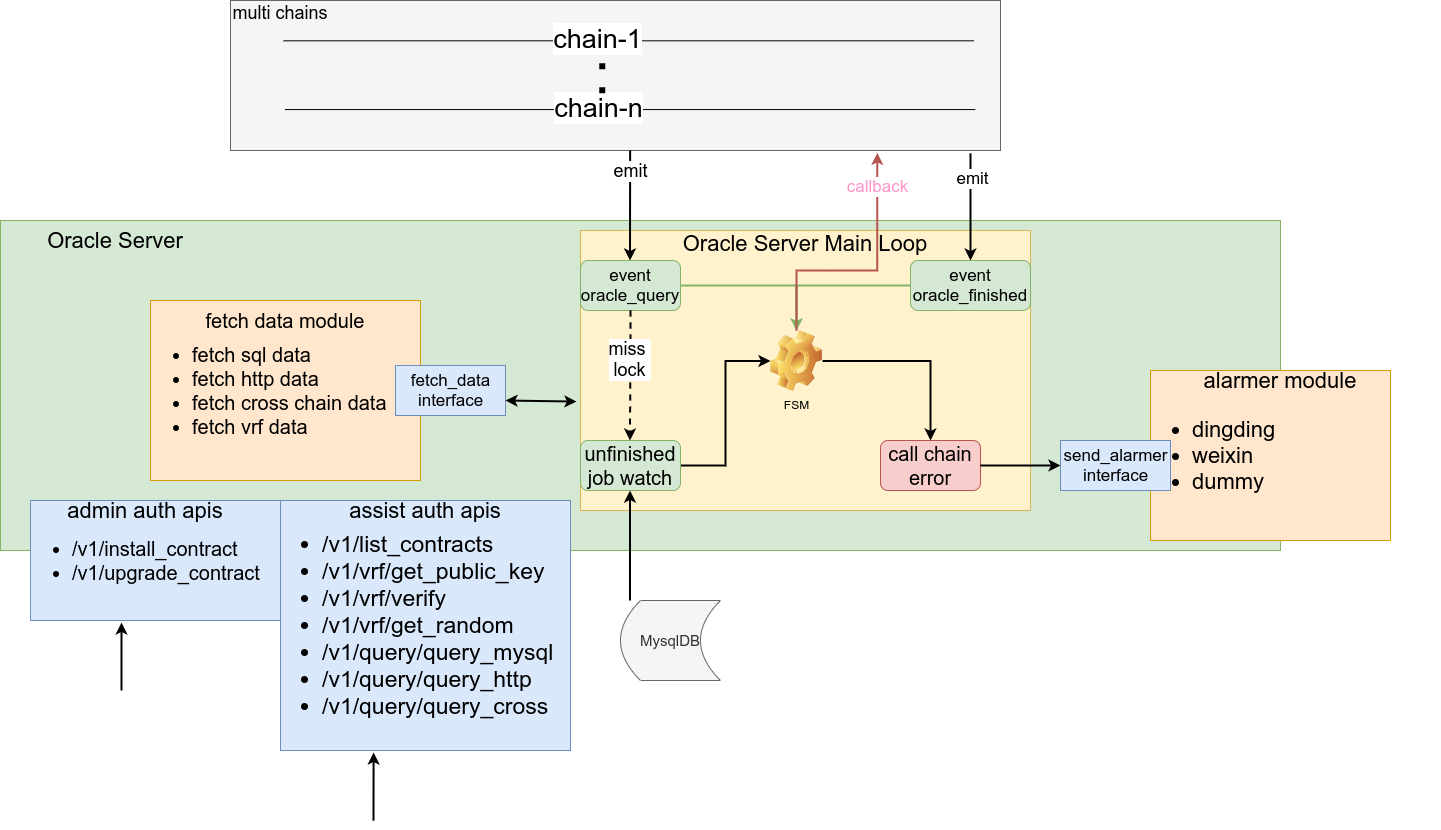 multi chains
chain-1
chain-n
emit
callback
emit
Oracle Server
Oracle Server Main Loop
event
oracle_query
event
oracle_finished
fetch data module
fetch sql data
fetch http data
fetch cross chain data
fetch vrf data
fetch_data
interface
miss
lock
FSM
unfinished
job watch
call chain
error
send_alarmer
interface
alarmer module
dingding
weixin
dummy
admin auth apis
/v1/install_contract
/v1/upgrade_contract
assist auth apis
/v1/list_contracts
/v1/vrf/get_public_key
/v1/vrf/verify
/v1/vrf/get_random
/v1/query/query_mysql
/v1/query/query_http
/v1/query/query_cross
MysqlDB